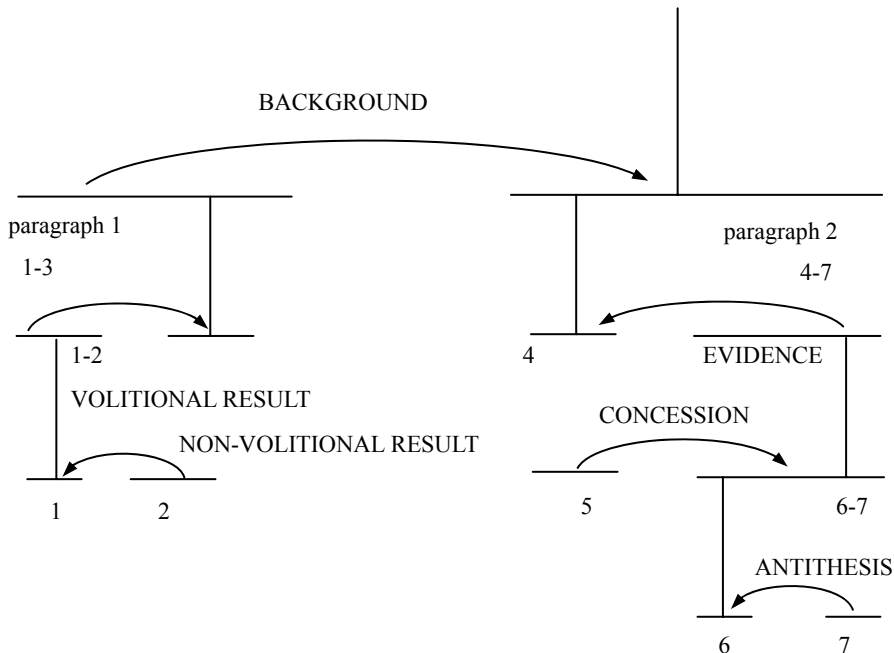 BACKGROUND
paragraph 1
paragraph 2
1-3
4-7
1-2
4
EVIDENCE
VOLITIONAL RESULT
CONCESSION
NON-VOLITIONAL RESULT
1
2
5
6-7
ANTITHESIS
6
7